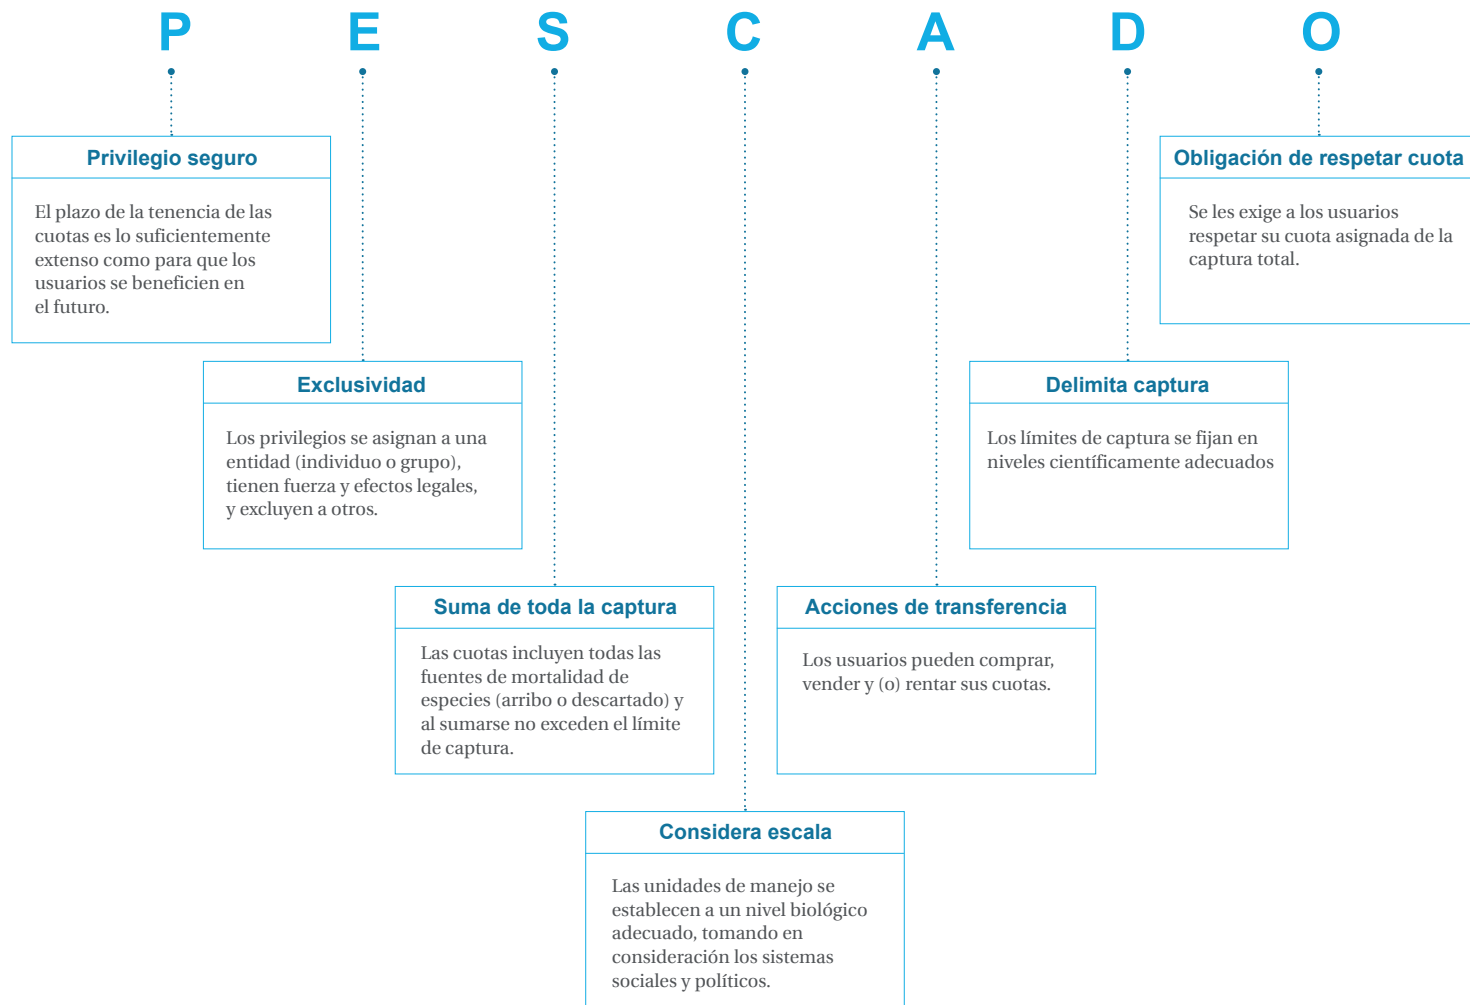 P E S C A D O
Privilegio seguro
El plazo de la tenencia de las
cuotas es lo suficientemente
extenso como para que los
usuarios se beneficien en
el futuro.
Exclusividad
Los privilegios se asignan a una
entidad (individuo o grupo),
tienen fuerza y efectos legales,
y excluyen a otros.
Suma de toda la captura
Las cuotas incluyen todas las
fuentes de mortalidad de
especies (arribo o descartado) y
al sumarse no exceden el límite
de captura.
Considera escala
Las unidades de manejo se
establecen a un nivel biológico
adecuado, tomando en
consideración los sistemas
sociales y políticos.
Acciones de transferencia
Los usuarios pueden comprar,
vender y (o) rentar sus cuotas.
Delimita captura
Los límites de captura se fijan en
niveles científicamente adecuados
Obligación de respetar cuota
Se les exige a los usuarios
respetar su cuota asignada de la
captura total.